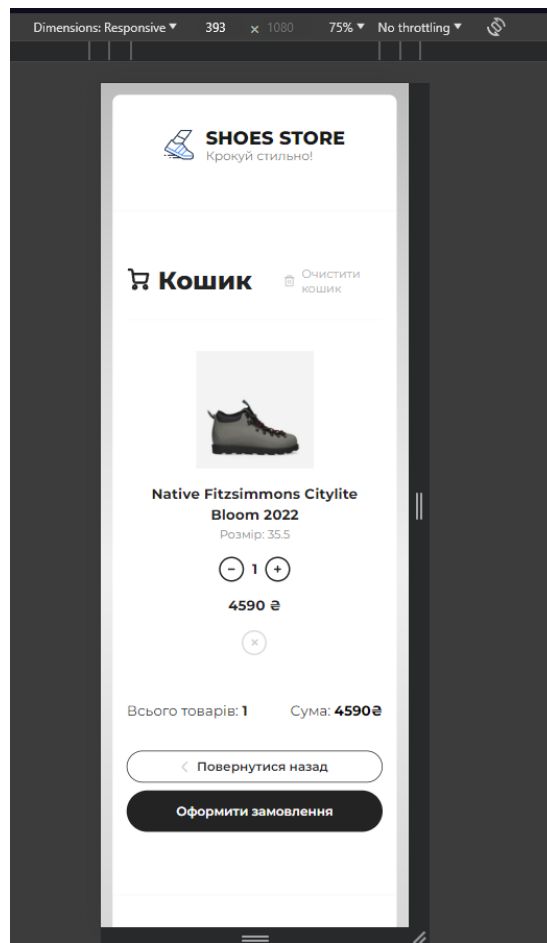 Dimensions: Responsive 393 × 1080 75% No throttling
SHOES STORE
Крокуй стильно!
Кошик
Очистити
кошик
Native Fitzsimmons Citylite
Bloom 2022
Розмір: 35.5
1
4590 ₴
Всього товарів: 1 Сума: 4590₴
Повернутися назад
Оформити замовлення